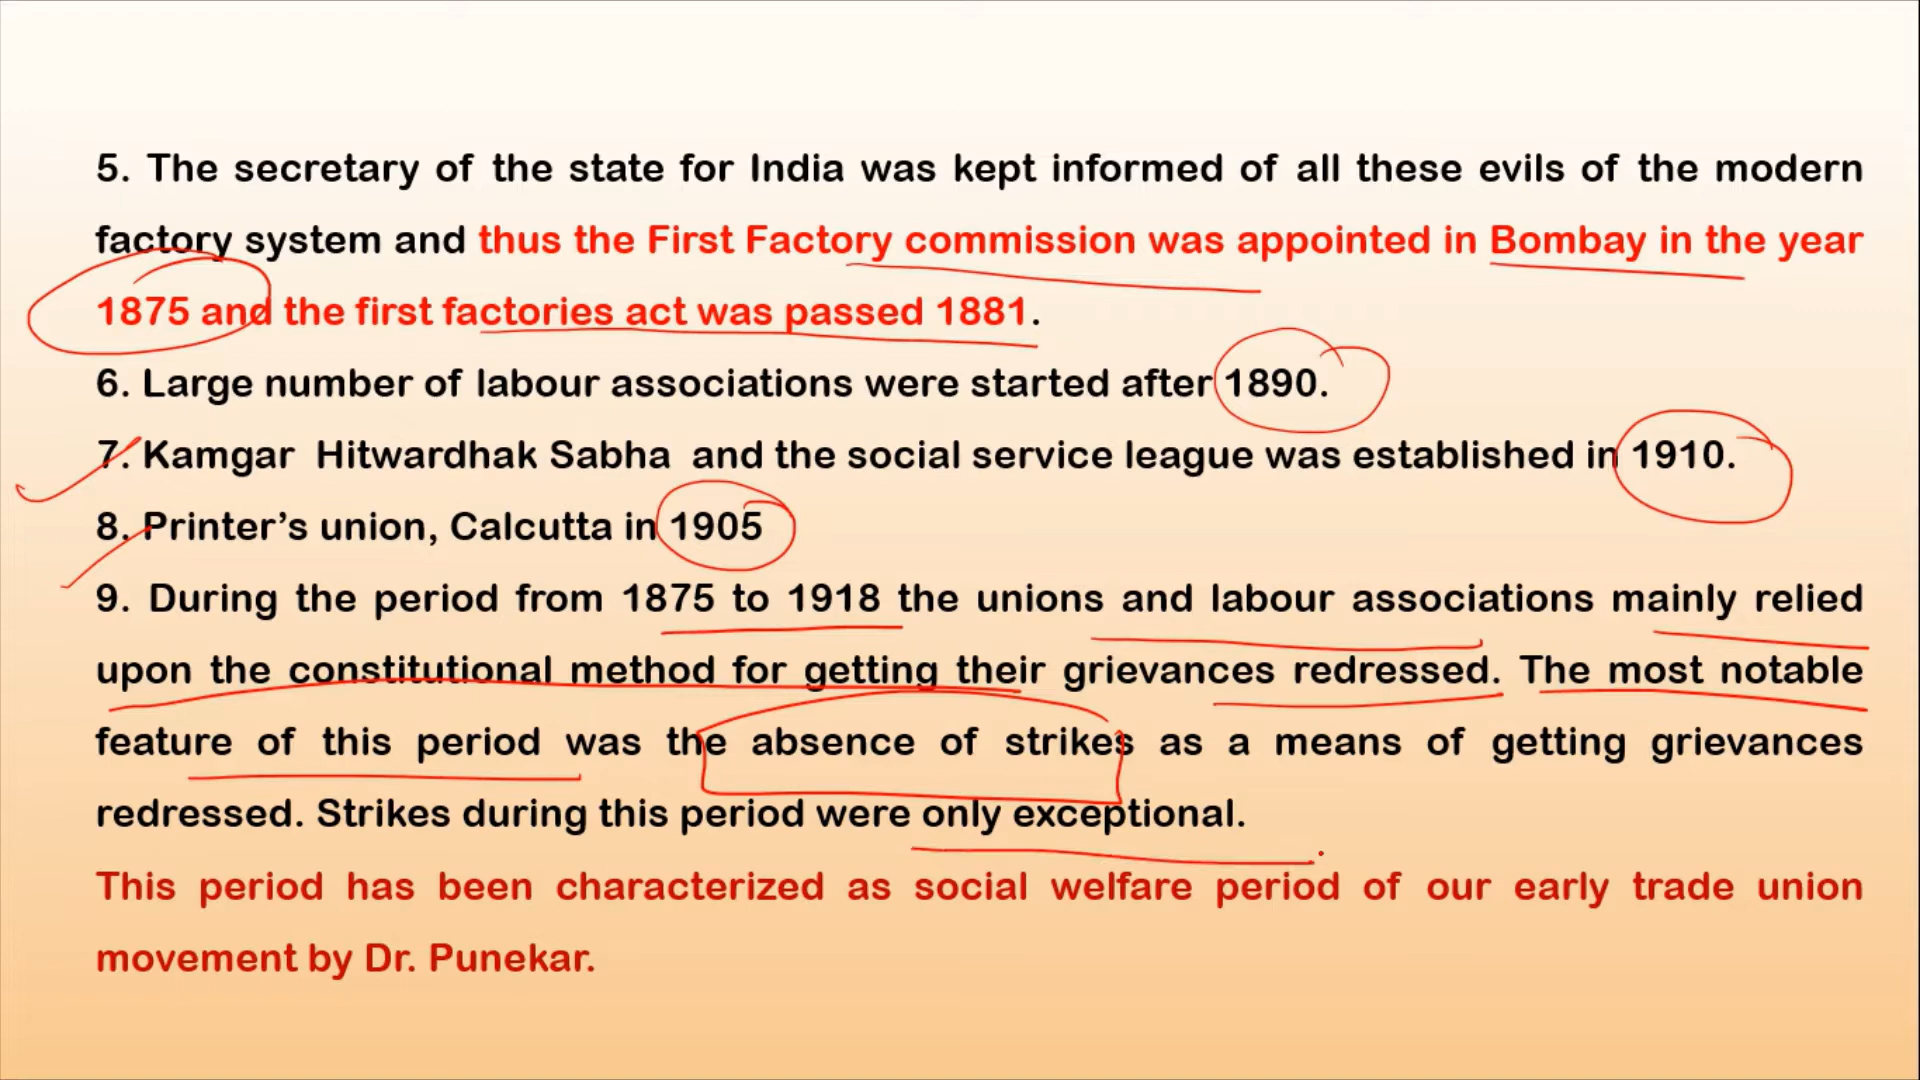 5. The secretary of the state for India was kept informed of all these evils of the modern
factory system and thus the First Factory commission was appointed in Bombay in the year
1875 and the first factories act was passed 1881.
6. Large number of labour associations were started after 1890.
7. Kamgar Hitwardhak Sabha and the social service league was established in 1910.
8. Printer’s union, Calcutta in 1905
9. During the period from 1875 to 1918 the unions and labour associations mainly relied
upon the constitutional method for getting their grievances redressed. The most notable
feature of this period was the absence of strikes as a means of getting grievances
redressed. Strikes during this period were only exceptional.
This period has been characterized as social welfare period of our early trade union
movement by Dr. Punekar.